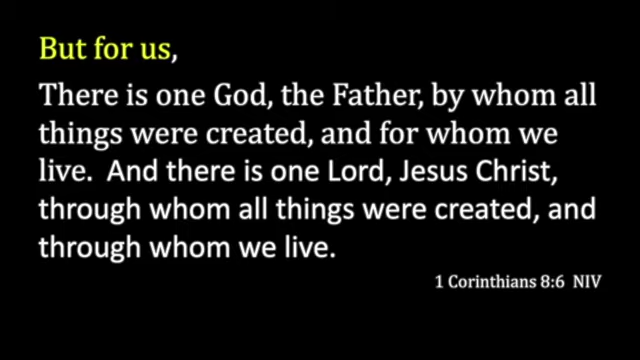 But for us,
There is one God, the Father, by whom all
things were created, and for whom we
live. And there is one Lord, Jesus Christ,
through whom all things were created, and
through whom we live.
1 Corinthians 8:6 NIV